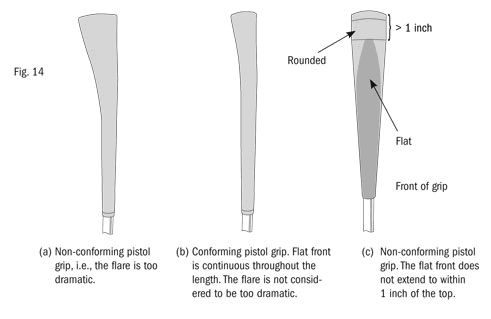 > 1 inch
Rounded
Fig. 14
Flat
Front of grip
(a) Non-conforming pistol
grip, i.e., the flare is too
dramatic.
(b) Conforming pistol grip. Flat front
is continuous throughout the
length. The flare is not consid-
ered to be too dramatic.
(c) Non-conforming pistol
grip. The flat front does
not extend to within
1 inch of the top.